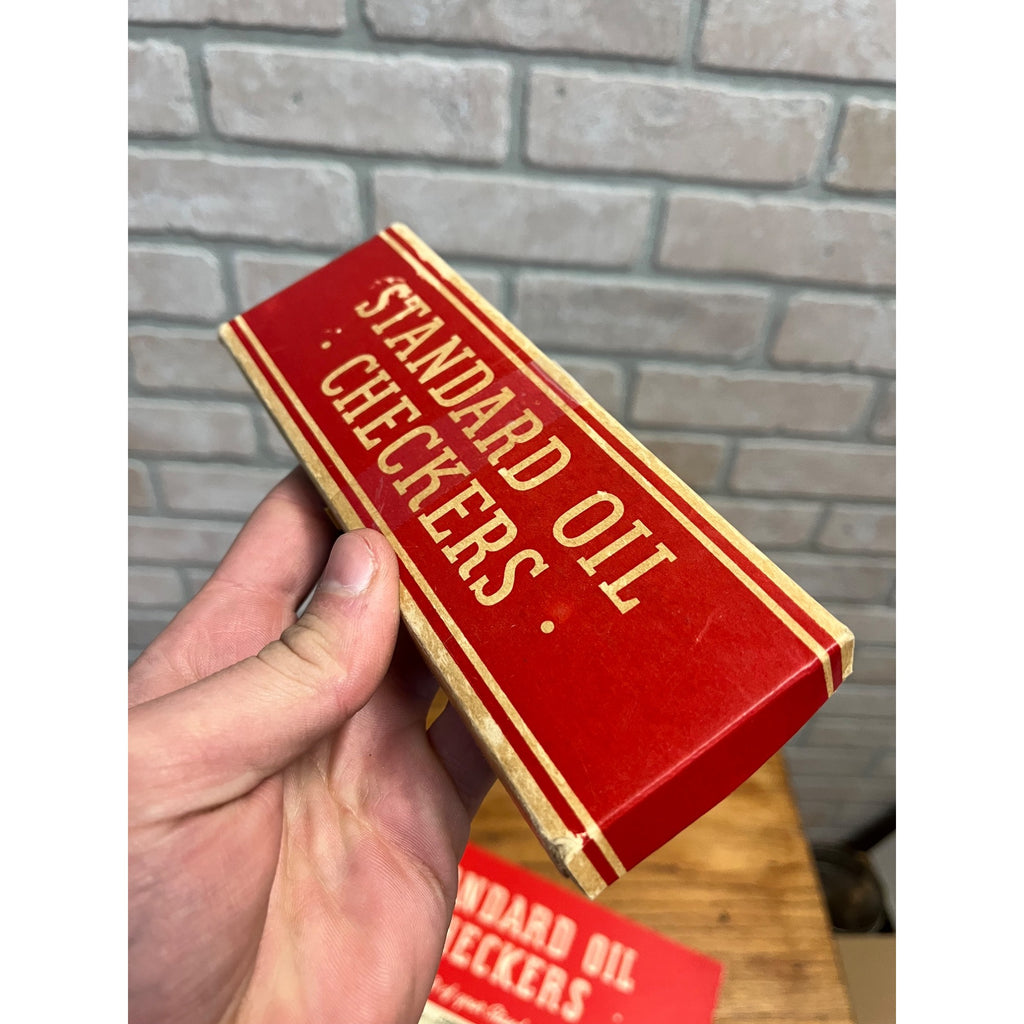 STANDARD OIL
· CHECKERS ·
NDARD OIL
ECKERS